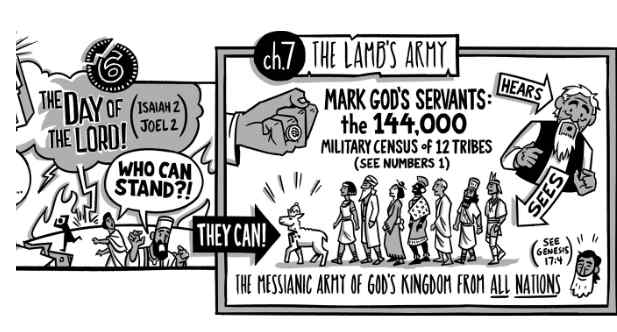 6
THE DAY OF
THE LORD!
(ISAIAH 2
JOEL 2)
...
WHO CAN
STAND?!
THEY CAN!
ch.7 THE LAMB'S ARMY
MARK GOD'S SERVANTS:
the 144,000
MILITARY CENSUS of 12 TRIBES
(SEE NUMBERS 1)
HEARS
SEES
(SEE
GENESIS
17:4)
THE MESSIANIC ARMY OF GOD'S KINGDOM FROM ALL NATIONS